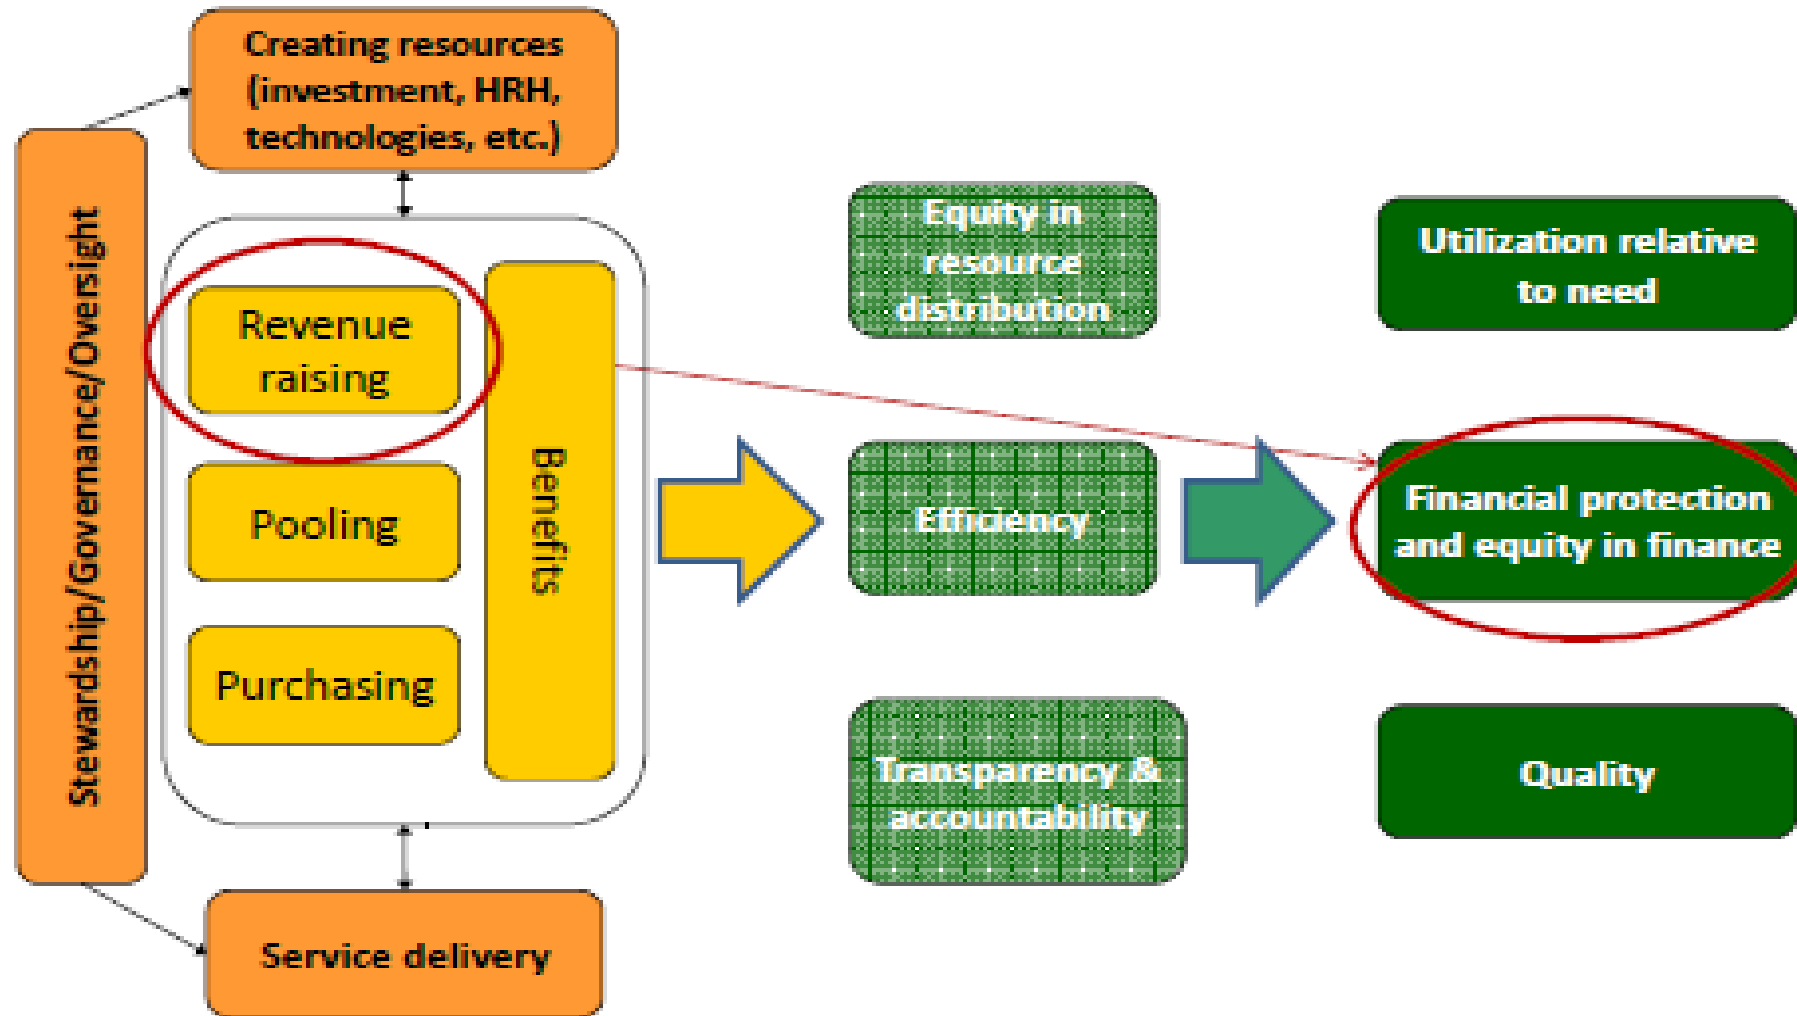 Creating resources
(investment, HRH,
technologies, etc.)
Stewardship/Governance/Oversight
Revenue
raising
Pooling
Purchasing
Benefits
Equity in
resource
distribution
Efficiency
Transparency &
accountability
Utilization relative
to need
Financial protection
and equity in finance
Quality
Service delivery